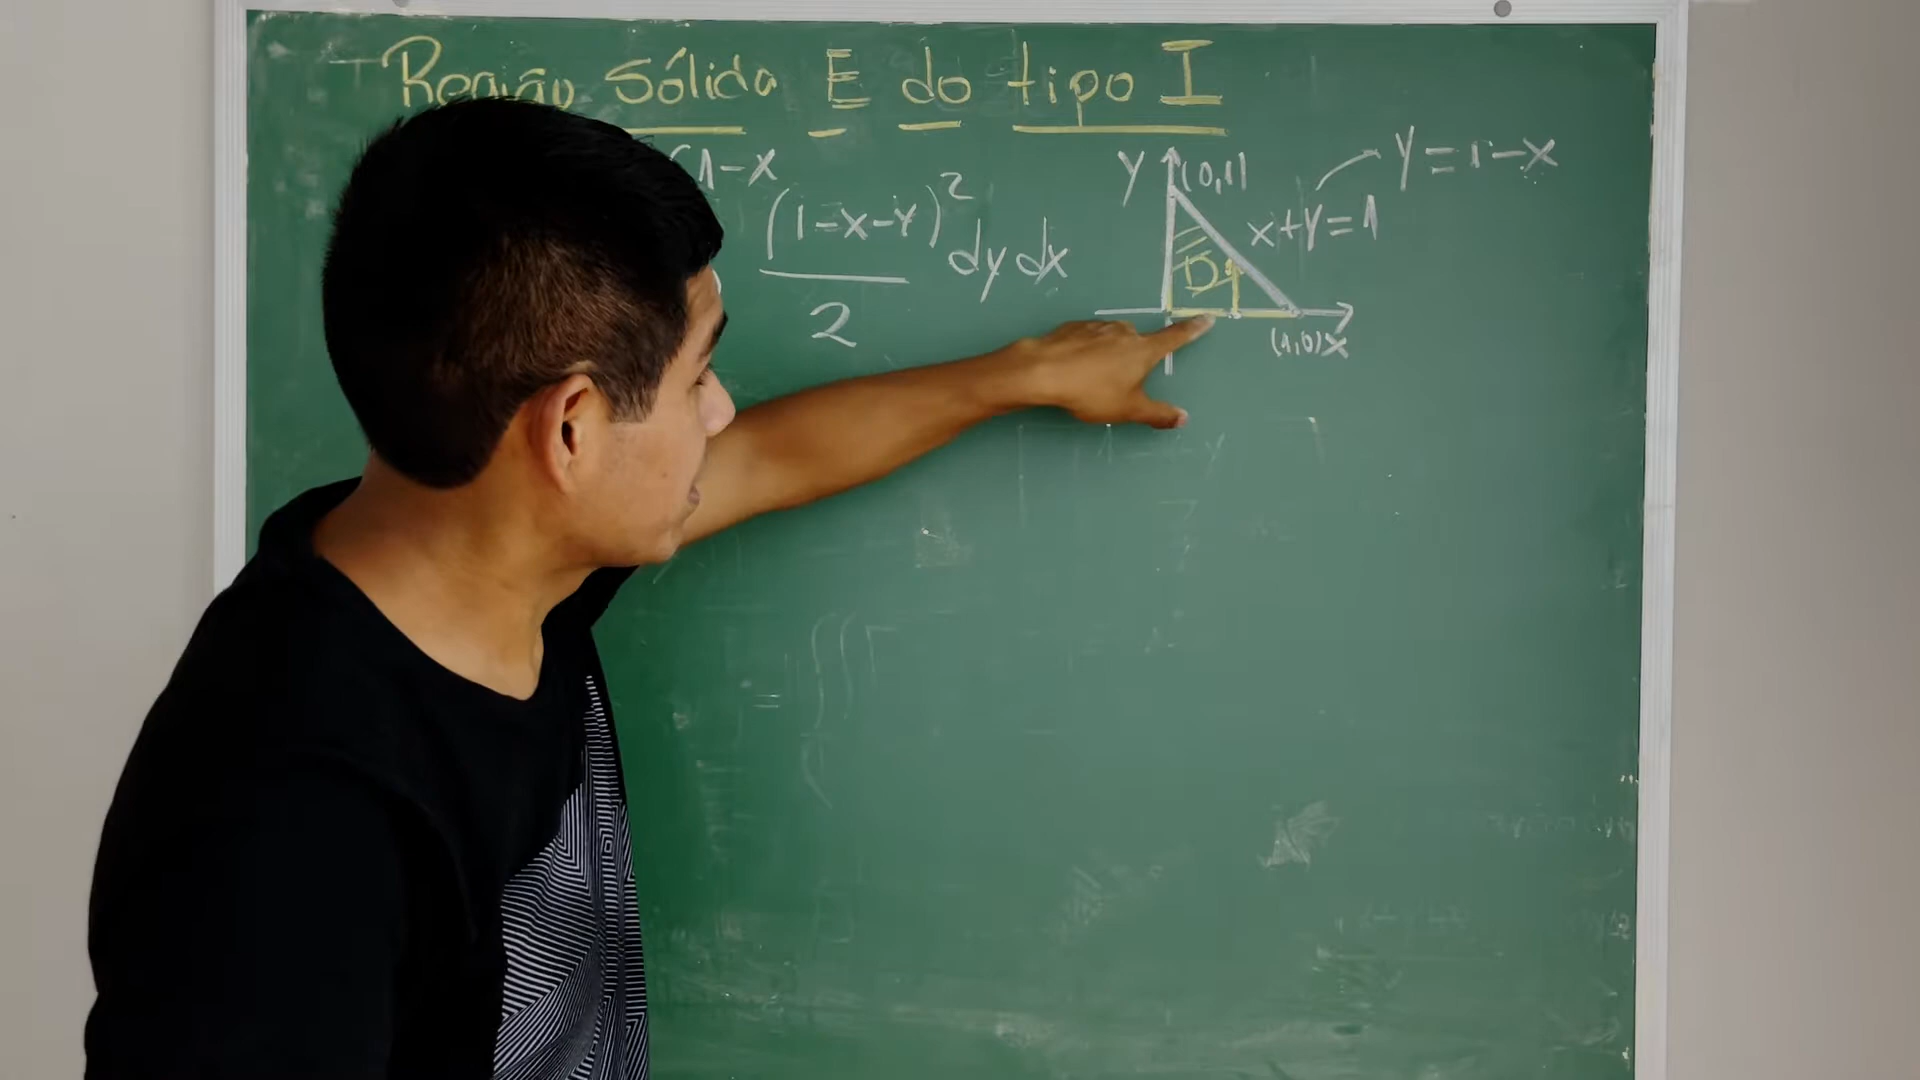 Região Sólida E do tipo I
1-x
(1-x-y)²
2
dy dx
y
(0,1)
y=1-x
x+y=1
D
(1,0)
x